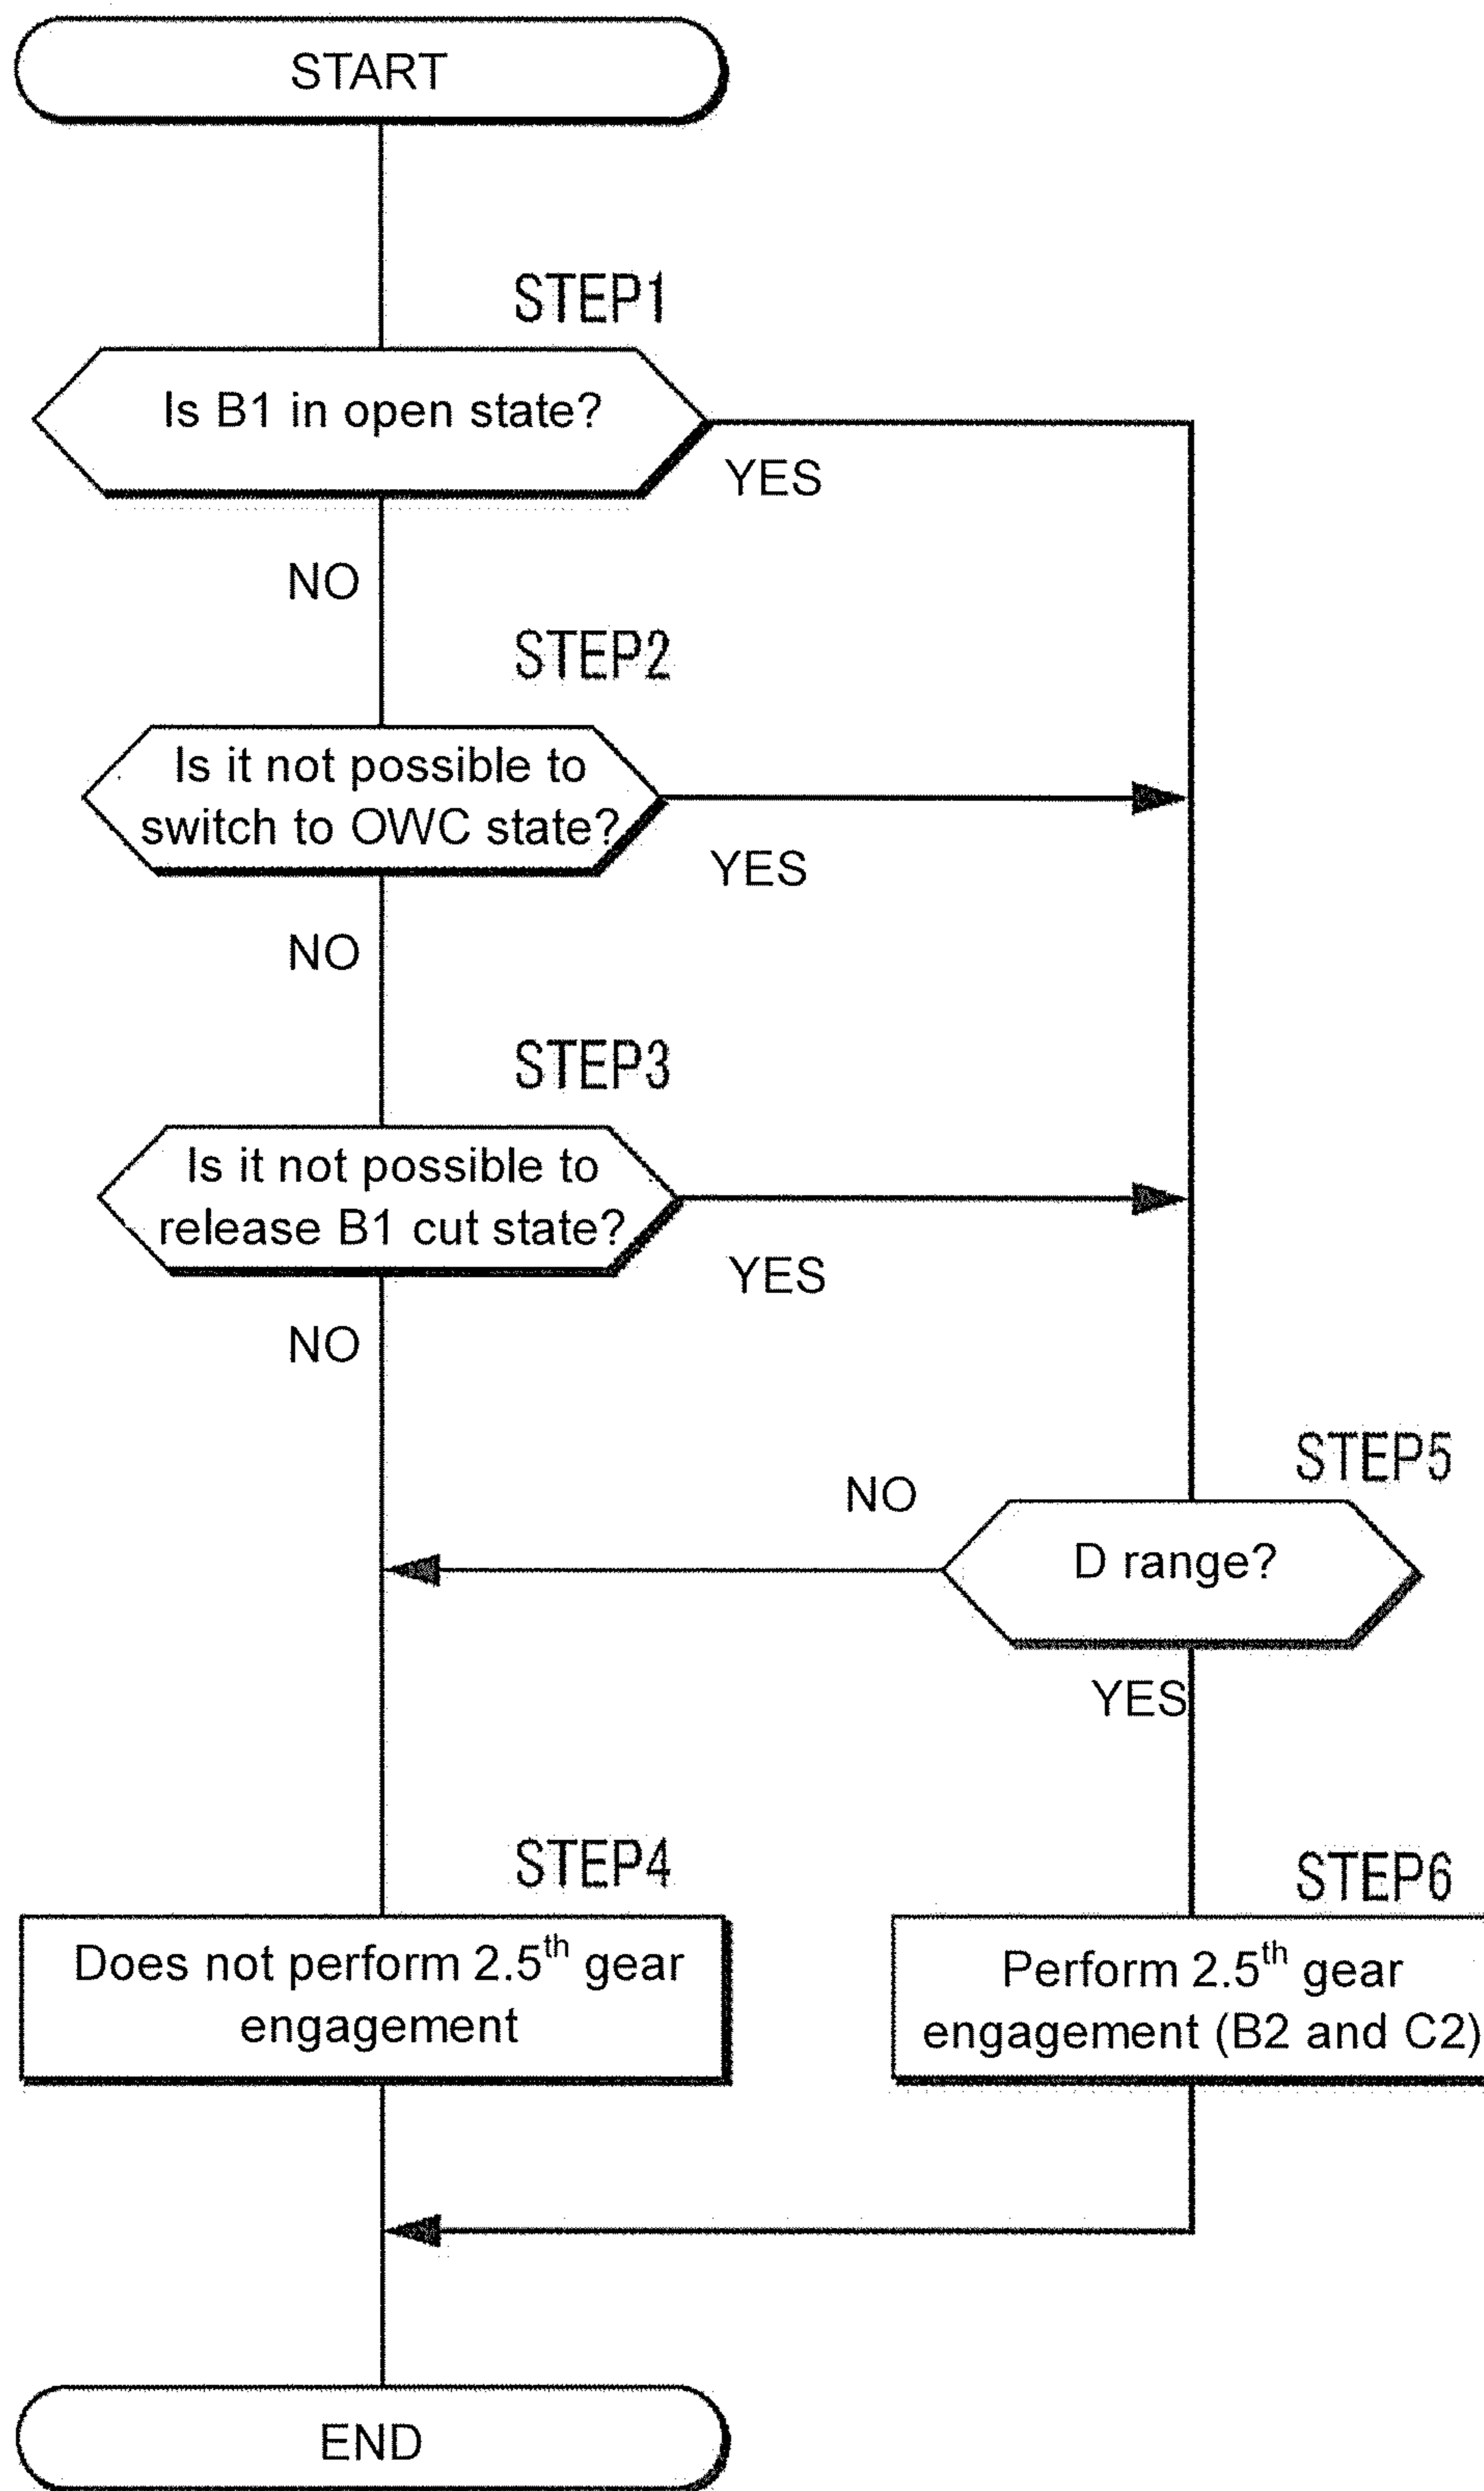 START
STEP1
Is B1 in open state?
YES
NO
STEP2
Is it not possible to
switch to OWC state?
YES
NO
STEP3
Is it not possible to
release B1 cut state?
YES
NO
STEP5
NO
D range?
YES
STEP4
Does not perform 2.5th gear
engagement
STEP6
Perform 2.5th gear
engagement (B2 and C2)
END